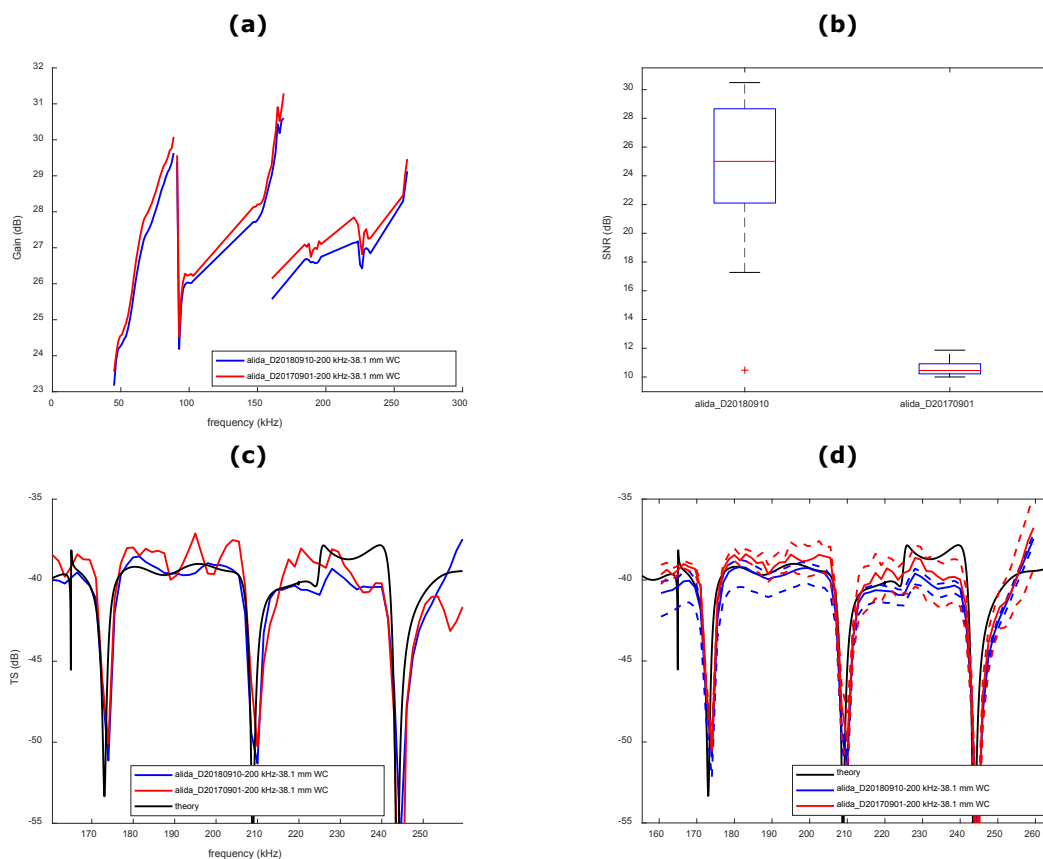 (a)
32
31
30
29
28
27
26
25
24
23
Gain (dB)
0
50
100
150
200
250
300
frequency (kHz)
alida_D20180910-200 kHz-38.1 mm WC
alida_D20170901-200 kHz-38.1 mm WC
(b)
30
28
26
24
22
20
18
16
14
12
10
SNR (dB)
alida_D20180910
alida_D20170901
(c)
-35
-40
-45
-50
-55
TS (dB)
170
190
210
230
250
frequency (kHz)
alida_D20180910-200 kHz-38.1 mm WC
alida_D20170901-200 kHz-38.1 mm WC
theory
(d)
-35
-40
-45
-50
-55
160
170
180
190
200
210
220
230
240
250
260
theory
alida_D20180910-200 kHz-38.1 mm WC
alida_D20170901-200 kHz-38.1 mm WC